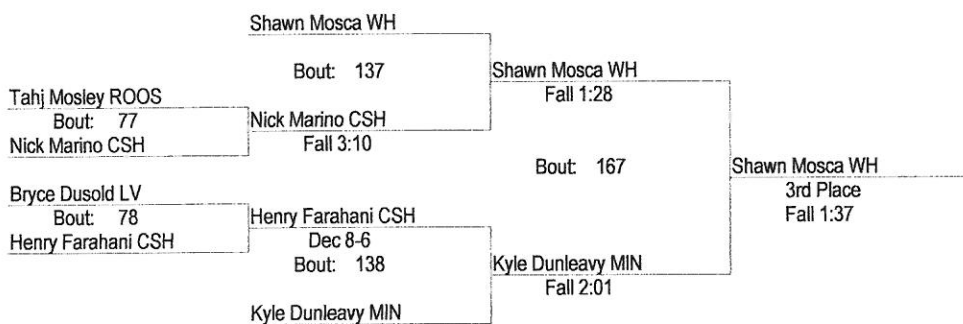 Shawn Mosca WH
Bout: 137
Shawn Mosca WH
Fall 1:28
Tahj Mosley ROOS
Bout: 77
Nick Marino CSH
Nick Marino CSH
Fall 3:10
Bout: 167
Shawn Mosca WH
3rd Place
Fall 1:37
Bryce Dusold LV
Bout: 78
Henry Farahani CSH
Henry Farahani CSH
Dec 8-6
Bout: 138
Kyle Dunleavy MIN
Fall 2:01
Kyle Dunleavy MIN